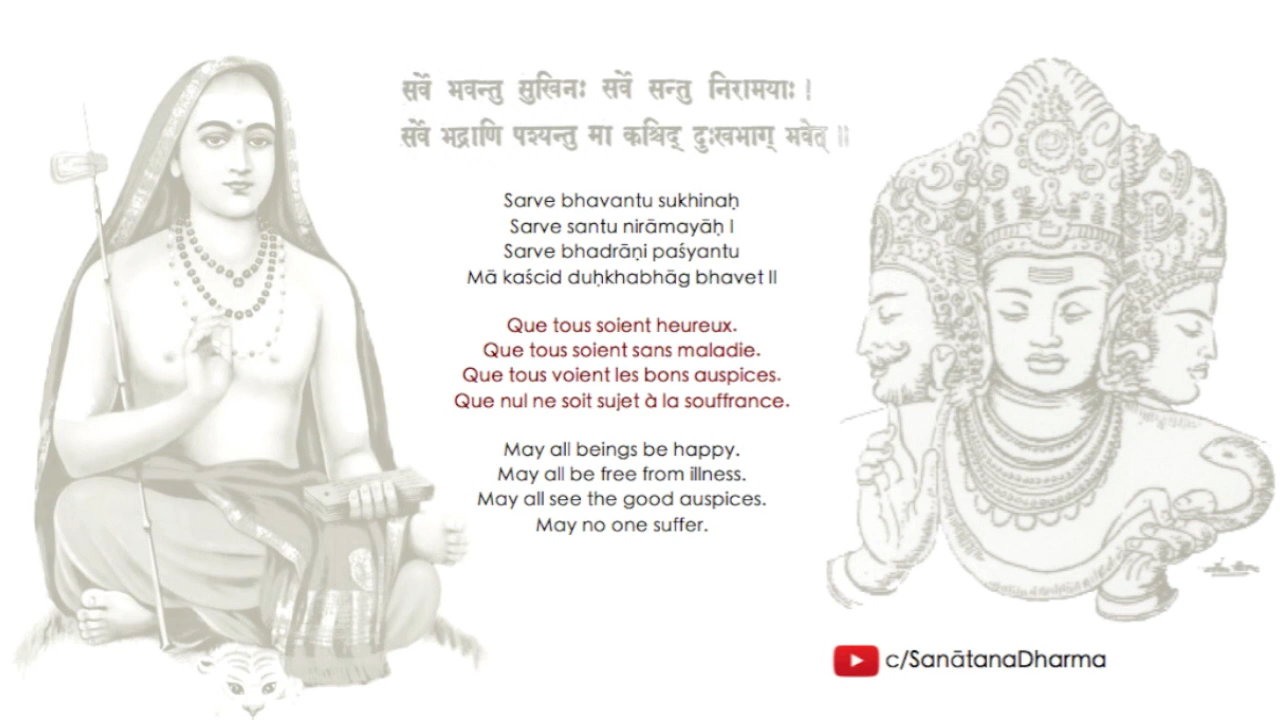 सर्वे भवन्तु सुखिनः सर्वे सन्तु निरामयाः ।
सर्वे भद्राणि पश्यन्तु मा कश्चिद् दुःखभाग् भवेत् ॥
Sarve bhavantu sukhinaḥ
Sarve santu nirāmayāḥ l
Sarve bhadrāṇi paśyantu
Mā kaścid duḥkhabhāg bhavet ll
Que tous soient heureux.
Que tous soient sans maladie.
Que tous voient les bons auspices.
Que nul ne soit sujet à la souffrance.
May all beings be happy.
May all be free from illness.
May all see the good auspices.
May no one suffer.
c/SanātanaDharma